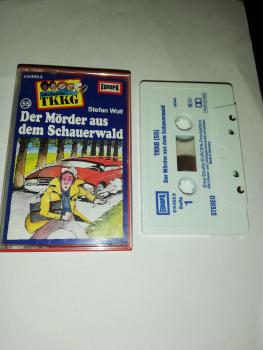 TKKG
EUROPA
55
Stefan Wolf
Der Mörder aus
dem Schauerwald
EUROPA
Seite
1
TKKG (55)
Der Mörder aus dem Schauerwald
STEREO